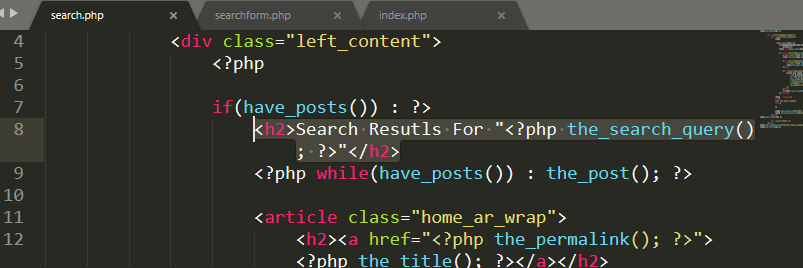 search.php × searchform.php × index.php ×
4 <div class="left_content">
5 <?php
6
7 if(have_posts()) : ?>
8 <h2>Search Resutls For "<?php the_search_query()
; ?>"</h2>
9 <?php while(have_posts()) : the_post(); ?>
10
11 <article class="home_ar_wrap">
12 <h2><a href="<?php the_permalink(); ?>">
<?php the_title(); ?></a></h2>